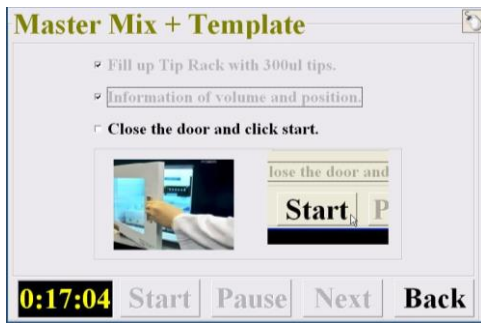 Master Mix + Template
Fill up Tip Rack with 300ul tips.
Information of volume and position.
Close the door and click start.
lose the door and
Start P
0:17:04 Start Pause Next Back